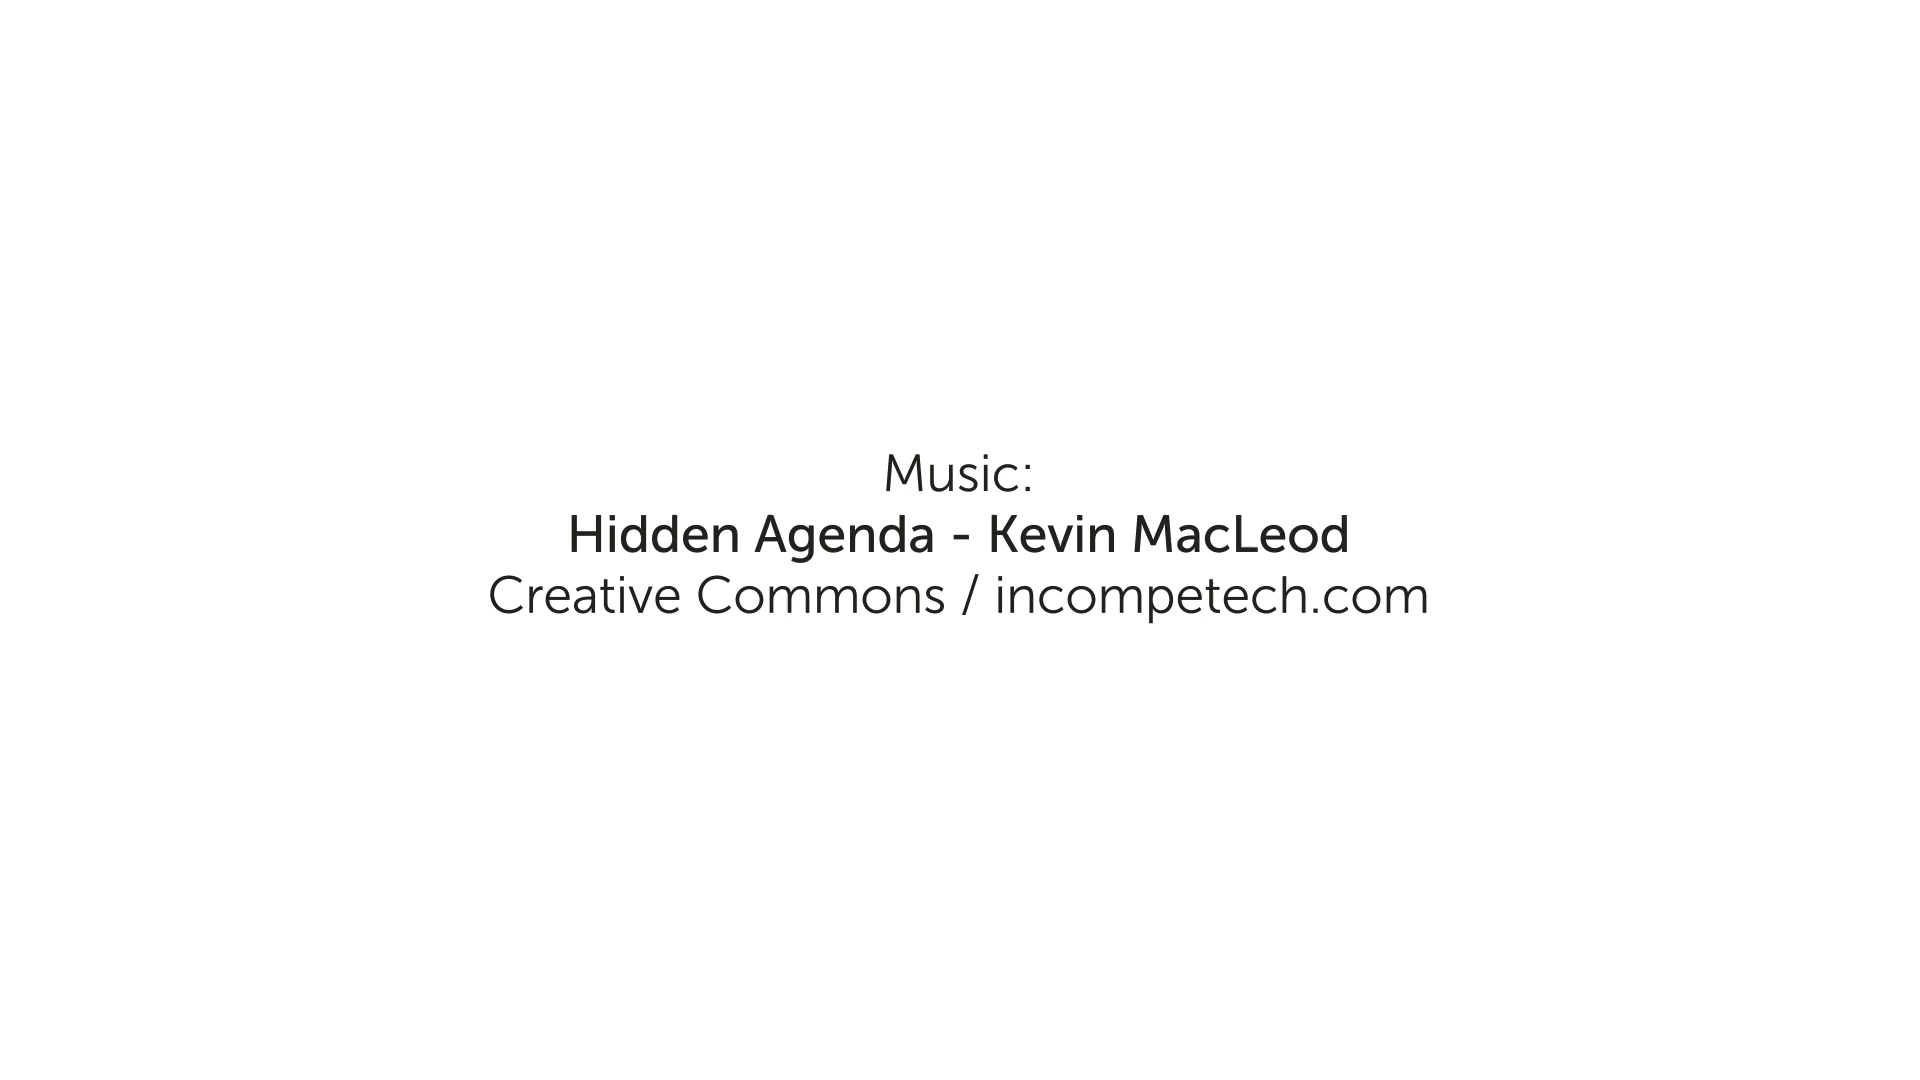 Music:
Hidden Agenda - Kevin MacLeod
Creative Commons / incompetech.com